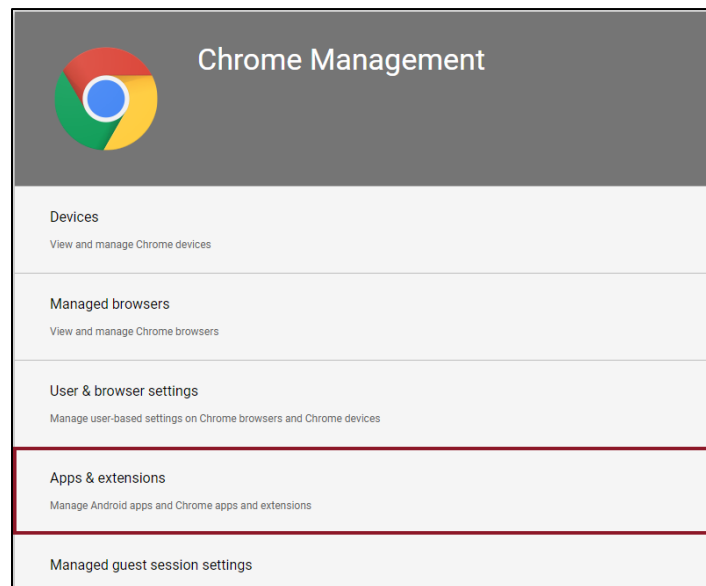 Chrome Management
Devices
View and manage Chrome devices
Managed browsers
View and manage Chrome browsers
User & browser settings
Manage user-based settings on Chrome browsers and Chrome devices
Apps & extensions
Manage Android apps and Chrome apps and extensions
Managed guest session settings